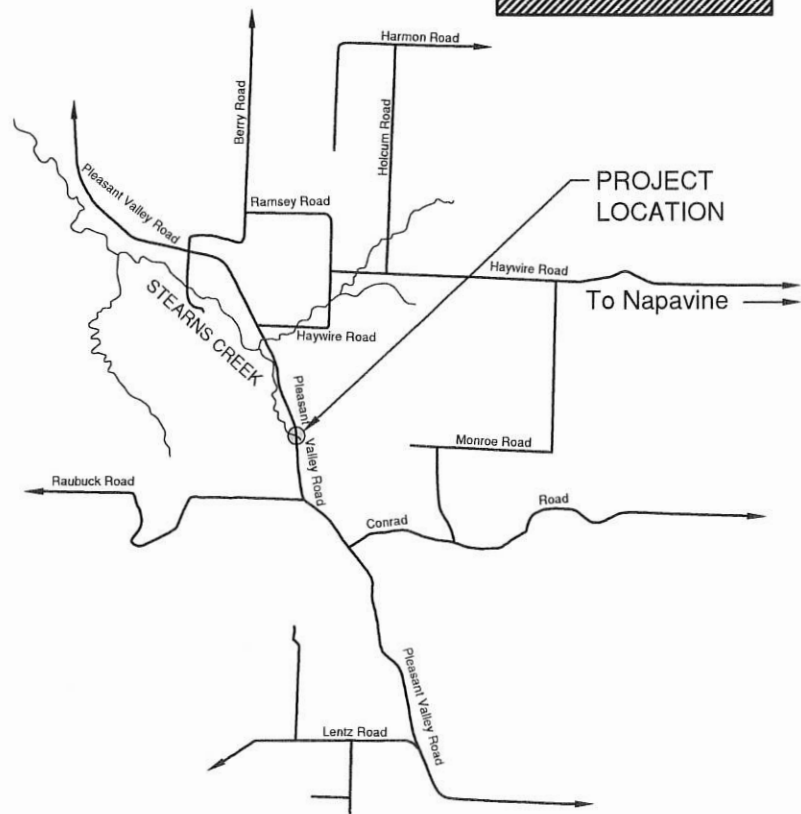 Harmon Road
Berry Road
Holcum Road
Pleasant Valley Road
Ramsey Road
PROJECT
LOCATION
Haywire Road
To Napavine
STEARNS CREEK
Haywire Road
Pleasant Valley Road
Monroe Road
Raubuck Road
Conrad Road
Pleasant Valley Road
Lentz Road